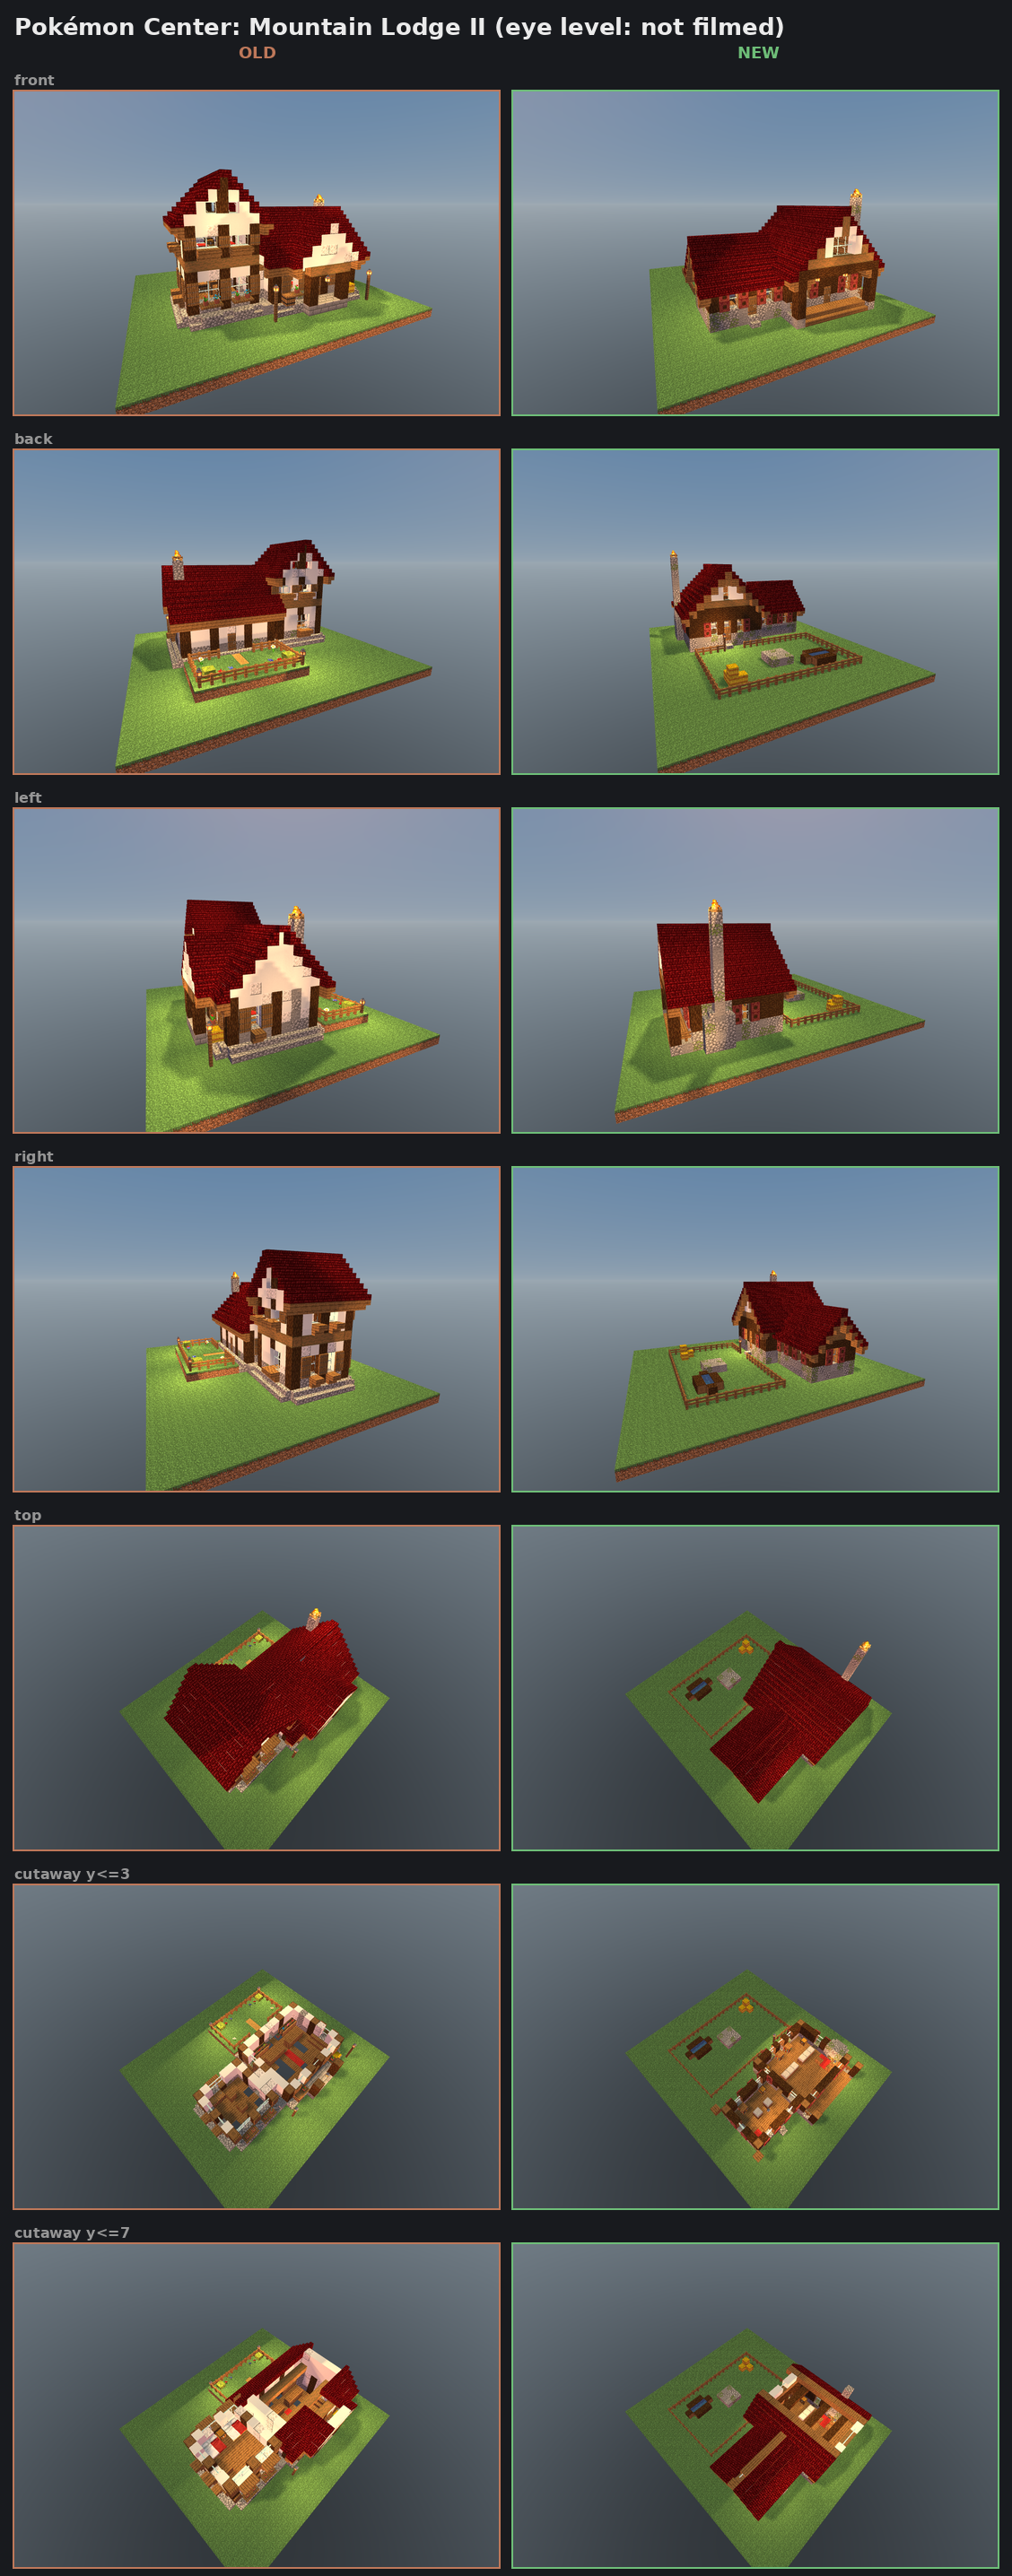 Pokémon Center: Mountain Lodge II (eye level: not filmed)
OLD
NEW
front
back
left
right
top
cutaway y<=3
cutaway y<=7